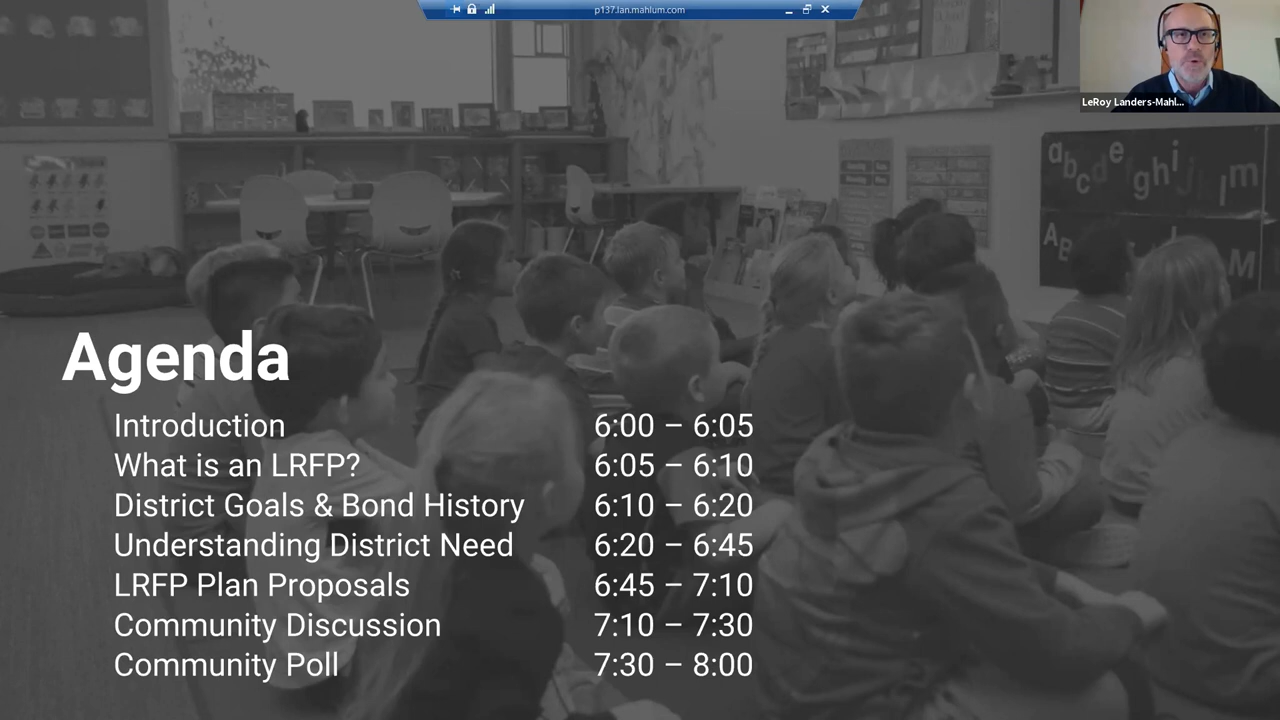 p137.lan.mahlum.com
LeRoy Landers-Mahl...
a b c d e g h i j l m
A B M
Agenda
Introduction 6:00 – 6:05
What is an LRFP? 6:05 – 6:10
District Goals & Bond History 6:10 – 6:20
Understanding District Need 6:20 – 6:45
LRFP Plan Proposals 6:45 – 7:10
Community Discussion 7:10 – 7:30
Community Poll 7:30 – 8:00